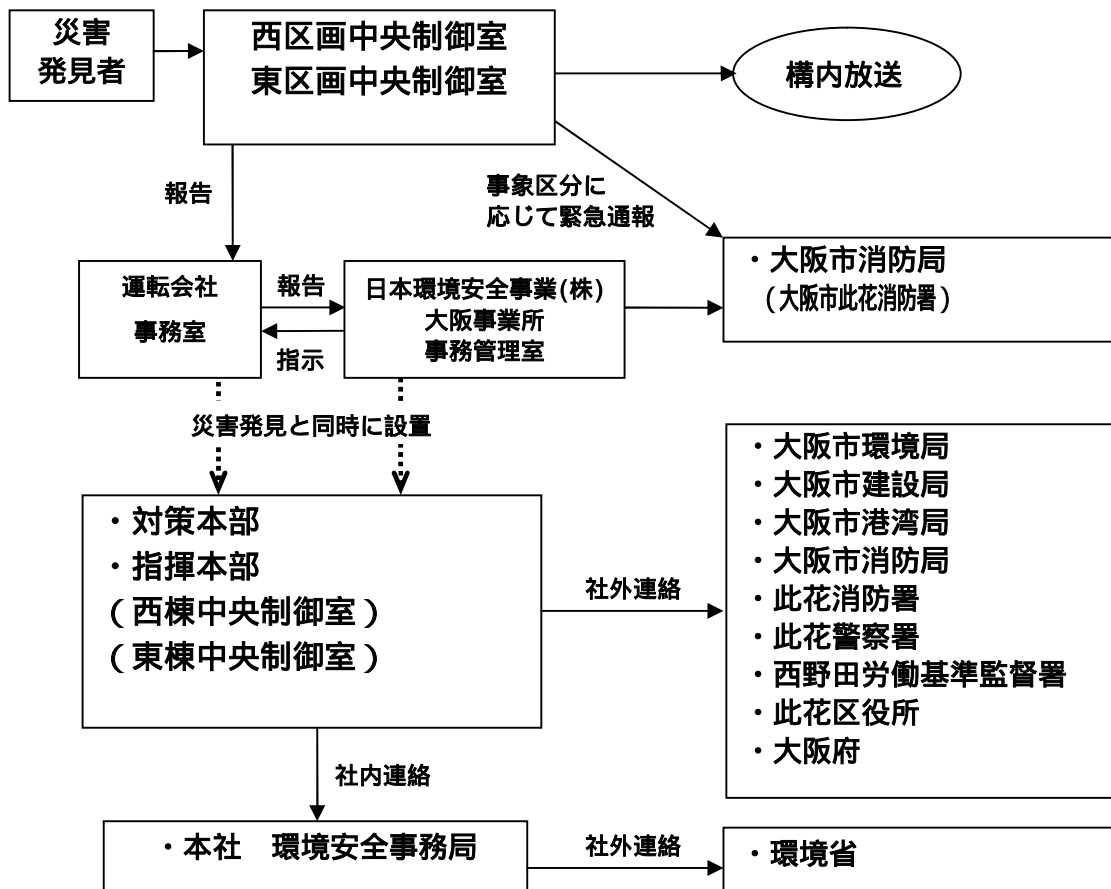 災害
発見者
西区画中央制御室
東区画中央制御室
構内放送
報告
事象区分に
応じて緊急通報
・大阪市消防局
（大阪市此花消防署）
運転会社
事務室
報告
指示
日本環境安全事業(株)
大阪事業所
事務管理室
災害発見と同時に設置
・対策本部
・指揮本部
（西棟中央制御室）
（東棟中央制御室）
社外連絡
・大阪市環境局
・大阪市建設局
・大阪市港湾局
・大阪市消防局
・此花消防署
・此花警察署
・西野田労働基準監督署
・此花区役所
・大阪府
社内連絡
・本社　環境安全事務局
社外連絡
・環境省